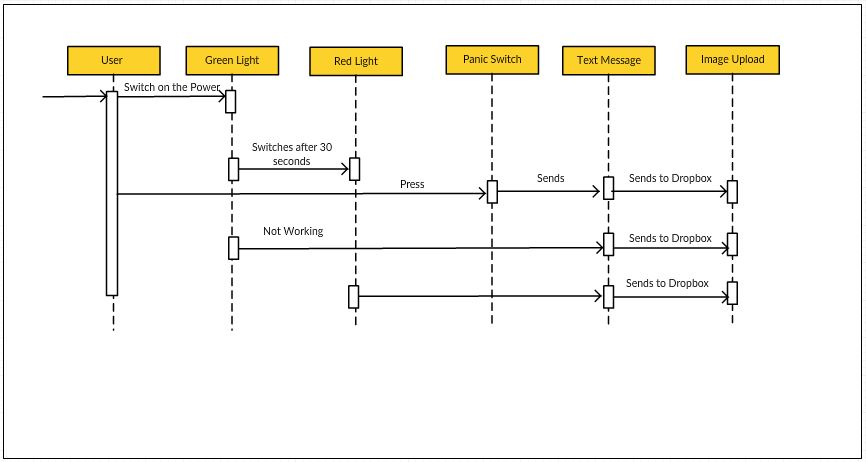 User
Green Light
Red Light
Panic Switch
Text Message
Image Upload
Switch on the Power
Switches after 30
seconds
Press
Sends
Sends to Dropbox
Not Working
Sends to Dropbox
Sends to Dropbox